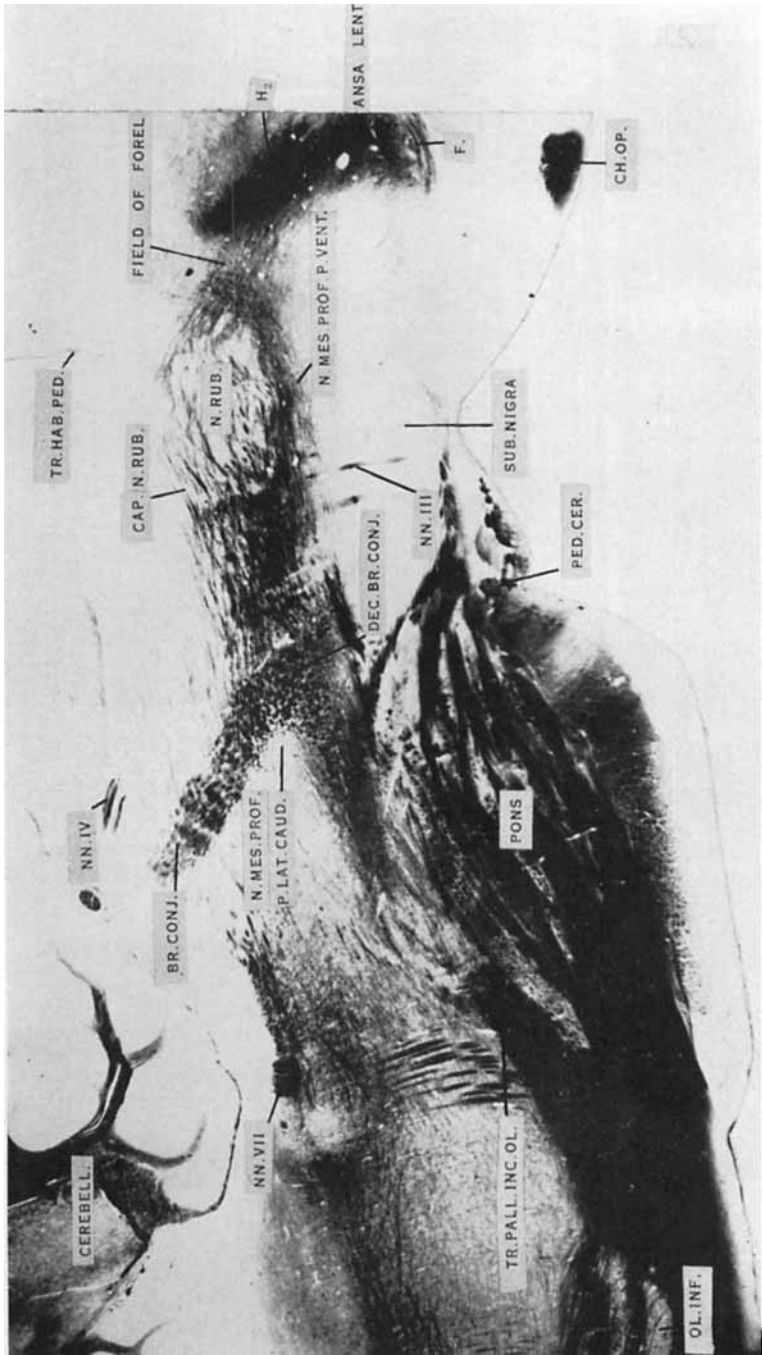 TR.HAB.PED.
CEREBELL.
NN.IV
CAP.N.RUB.
FIELD OF FOREL
BR.CONJ.
N.RUB.
NN.VII
N.MES.PROF.
P.LAT.CAUD.
H₂
N.MES.PROF.P.VENT.
ANSA LENT
DEC.BR.CONJ.
NN.III
F.
TR.PALL.INC.OL.
PONS
SUB.NIGRA
PED.CER.
CH.OP.
OL.INF.